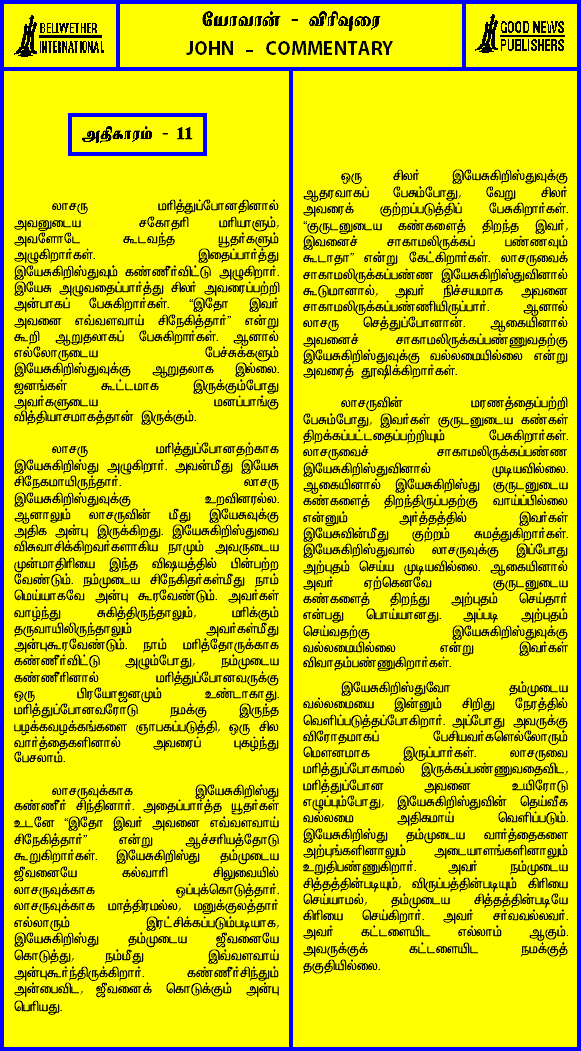 BELWETHER
INTERNATIONAL
யோவான் - விரிவுரை
JOHN - COMMENTARY
GOOD NEWS
PUBLISHERS
அதிகாரம் - 11
லாசரு மரித்துப்போனதினால்
அவனுடைய சகோதரி மரியாளும்,
அவளோடே கூடவந்த யூதர்களும்
அழுகிறார்கள். இதைப்பார்த்து
இயேசுகிறிஸ்துவும் கண்ணீர்விட்டு அழுகிறார்.
இயேசு அழுவதைப்பார்த்து சிலர் அவரைப்பற்றி
அன்பாகப் பேசுகிறார்கள். “இதோ இவர்
அவனை எவ்வளவாய் சிநேகித்தார்” என்று
கூறி ஆறுதலாகப் பேசுகிறார்கள். ஆனால்
எல்லோருடைய பேச்சுக்களும்
இயேசுகிறிஸ்துவுக்கு ஆறுதலாக இல்லை.
ஜனங்கள் கூட்டமாக இருக்கும்போது
அவர்களுடைய மனப்பாங்கு
வித்தியாசமாகத்தான் இருக்கும்.
லாசரு மரித்துப்போனதற்காக
இயேசுகிறிஸ்து அழுகிறார். அவன்மீது இயேசு
சிநேகமாயிருந்தார். லாசரு
இயேசுகிறிஸ்துவுக்கு உறவினரல்ல.
ஆனாலும் லாசருவின் மீது இயேசுவுக்கு
அதிக அன்பு இருக்கிறது. இயேசுகிறிஸ்துவை
விசுவாசிக்கிறவர்களாகிய நாமும் அவருடைய
முன்மாதிரியை இந்த விஷயத்தில் பின்பற்ற
வேண்டும். நம்முடைய சிநேகிதர்கள்மீது நாம்
மெய்யாகவே அன்பு கூரவேண்டும். அவர்கள்
வாழ்ந்து சுகித்திருந்தாலும், மரிக்கும்
தருவாயிலிருந்தாலும் அவர்கள்மீது
அன்புகூரவேண்டும். நாம் மரித்தோருக்காக
கண்ணீர்விட்டு அழும்போது, நம்முடைய
கண்ணீரினால் மரித்துப்போனவருக்கு
ஒரு பிரயோஜனமும் உண்டாகாது.
மரித்துப்போனவரோடு நமக்கு இருந்த
பழக்கவழக்கங்களை ஞாபகப்படுத்தி, ஒரு சில
வார்த்தைகளினால் அவரைப் புகழ்ந்து
பேசலாம்.
லாசருவுக்காக இயேசுகிறிஸ்து
கண்ணீர் சிந்தினார். அதைப்பார்த்த யூதர்கள்
உடனே “இதோ இவர் அவனை எவ்வளவாய்
சிநேகித்தார்” என்று ஆச்சரியத்தோடு
கூறுகிறார்கள். இயேசுகிறிஸ்து தம்முடைய
ஜீவனையே கல்வாரி சிலுவையில்
லாசருவுக்காக ஒப்புக்கொடுத்தார்.
லாசருவுக்காக மாத்திரமல்ல, மனுக்குலத்தார்
எல்லாரும் இரட்சிக்கப்படும்படியாக,
இயேசுகிறிஸ்து தம்முடைய ஜீவனையே
கொடுத்து, நம்மீது இவ்வளவாய்
அன்புகூர்ந்திருக்கிறார். கண்ணீர்சிந்தும்
அன்பைவிட, ஜீவனைக் கொடுக்கும் அன்பு
பெரியது.
ஒரு சிலர் இயேசுகிறிஸ்துவுக்கு
ஆதரவாகப் பேசும்போது, வேறு சிலர்
அவரைக் குற்றப்படுத்திப் பேசுகிறார்கள்.
“குருடனுடைய கண்களைத் திறந்த இவர்,
இவனைச் சாகாமலிருக்கப் பண்ணவும்
கூடாதா” என்று கேட்கிறார்கள். லாசருவைக்
சாகாமலிருக்கப்பண்ண இயேசுகிறிஸ்துவினால்
கூடுமானால், அவர் நிச்சயமாக அவனை
சாகாமலிருக்கப்பண்ணியிருப்பார். ஆனால்
லாசரு செத்துப்போனான். ஆகையினால்
அவனைச் சாகாமலிருக்கப்பண்ணுவதற்கு
இயேசுகிறிஸ்துவுக்கு வல்லமையில்லை என்று
அவரைத் தூஷிக்கிறார்கள்.
லாசருவின் மரணத்தைப்பற்றி
பேசும்போது, இவர்கள் குருடனுடைய கண்கள்
திறக்கப்பட்டதைப்பற்றியும் பேசுகிறார்கள்.
லாசருவைச் சாகாமலிருக்கப்பண்ண
இயேசுகிறிஸ்துவினால் முடியவில்லை.
ஆகையினால் இயேசுகிறிஸ்து குருடனுடைய
கண்களைத் திறந்திருப்பதற்கு வாய்ப்பில்லை
என்னும் அர்த்தத்தில் இவர்கள்
இயேசுவின்மீது குற்றம் சுமத்துகிறார்கள்.
இயேசுகிறிஸ்துவால் லாசருவுக்கு இப்போது
அற்புதம் செய்ய முடியவில்லை. ஆகையினால்
அவர் ஏற்கெனவே குருடனுடைய
கண்களைத் திறந்து அற்புதம் செய்தார்
என்பது பொய்யானது. அப்படி அற்புதம்
செய்வதற்கு இயேசுகிறிஸ்துவுக்கு
வல்லமையில்லை என்று இவர்கள்
விவாதம்பண்ணுகிறார்கள்.
இயேசுகிறிஸ்துவோ தம்முடைய
வல்லமையை இன்னும் சிறிது நேரத்தில்
வெளிப்படுத்தப்போகிறார். அப்போது அவருக்கு
விரோதமாகப் பேசியவர்களெல்லோரும்
மௌனமாக இருப்பார்கள். லாசருவை
மரித்துப்போகாமல் இருக்கப்பண்ணுவதைவிட,
மரித்துப்போன அவனை உயிரோடு
எழுப்பும்போது, இயேசுகிறிஸ்துவின் தெய்வீக
வல்லமை அதிகமாய் வெளிப்படும்.
இயேசுகிறிஸ்து தம்முடைய வார்த்தைகளை
அற்புங்களினாலும் அடையாளங்களினாலும்
உறுதிபண்ணுகிறார். அவர் நம்முடைய
சித்தத்தின்படியும், விருப்பத்தின்படியும் கிரியை
செய்யாமல், தம்முடைய சித்தத்தின்படியே
கிரியை செய்கிறார். அவர் சர்வவல்லவர்.
அவர் கட்டளையிட எல்லாம் ஆகும்.
அவருக்குக் கட்டளையிட நமக்குத்
தகுதியில்லை.